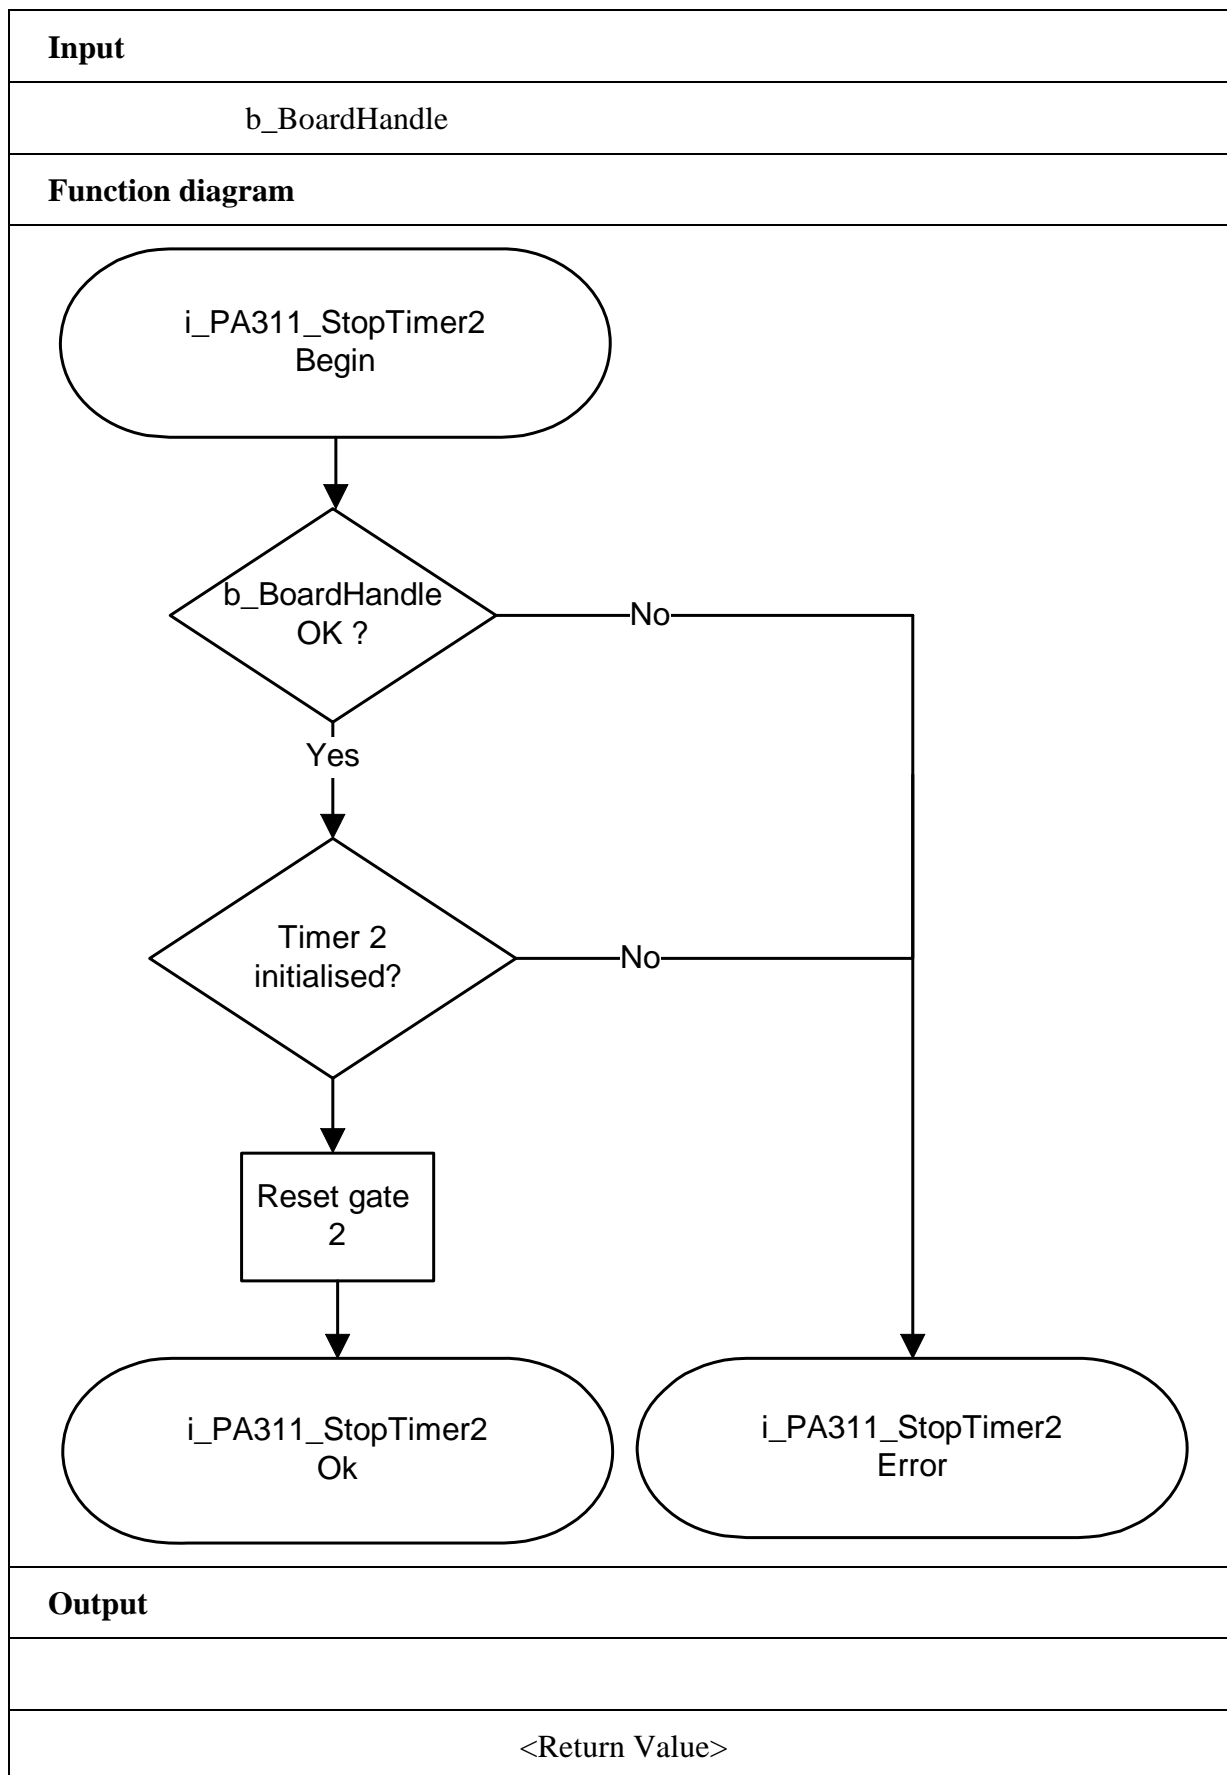 Input
b_BoardHandle
Function diagram
i_PA311_StopTimer2
Begin
b_BoardHandle
OK ?
No
Yes
Timer 2
initialised?
No
Reset gate
2
i_PA311_StopTimer2
Ok
i_PA311_StopTimer2
Error
Output
<Return Value>